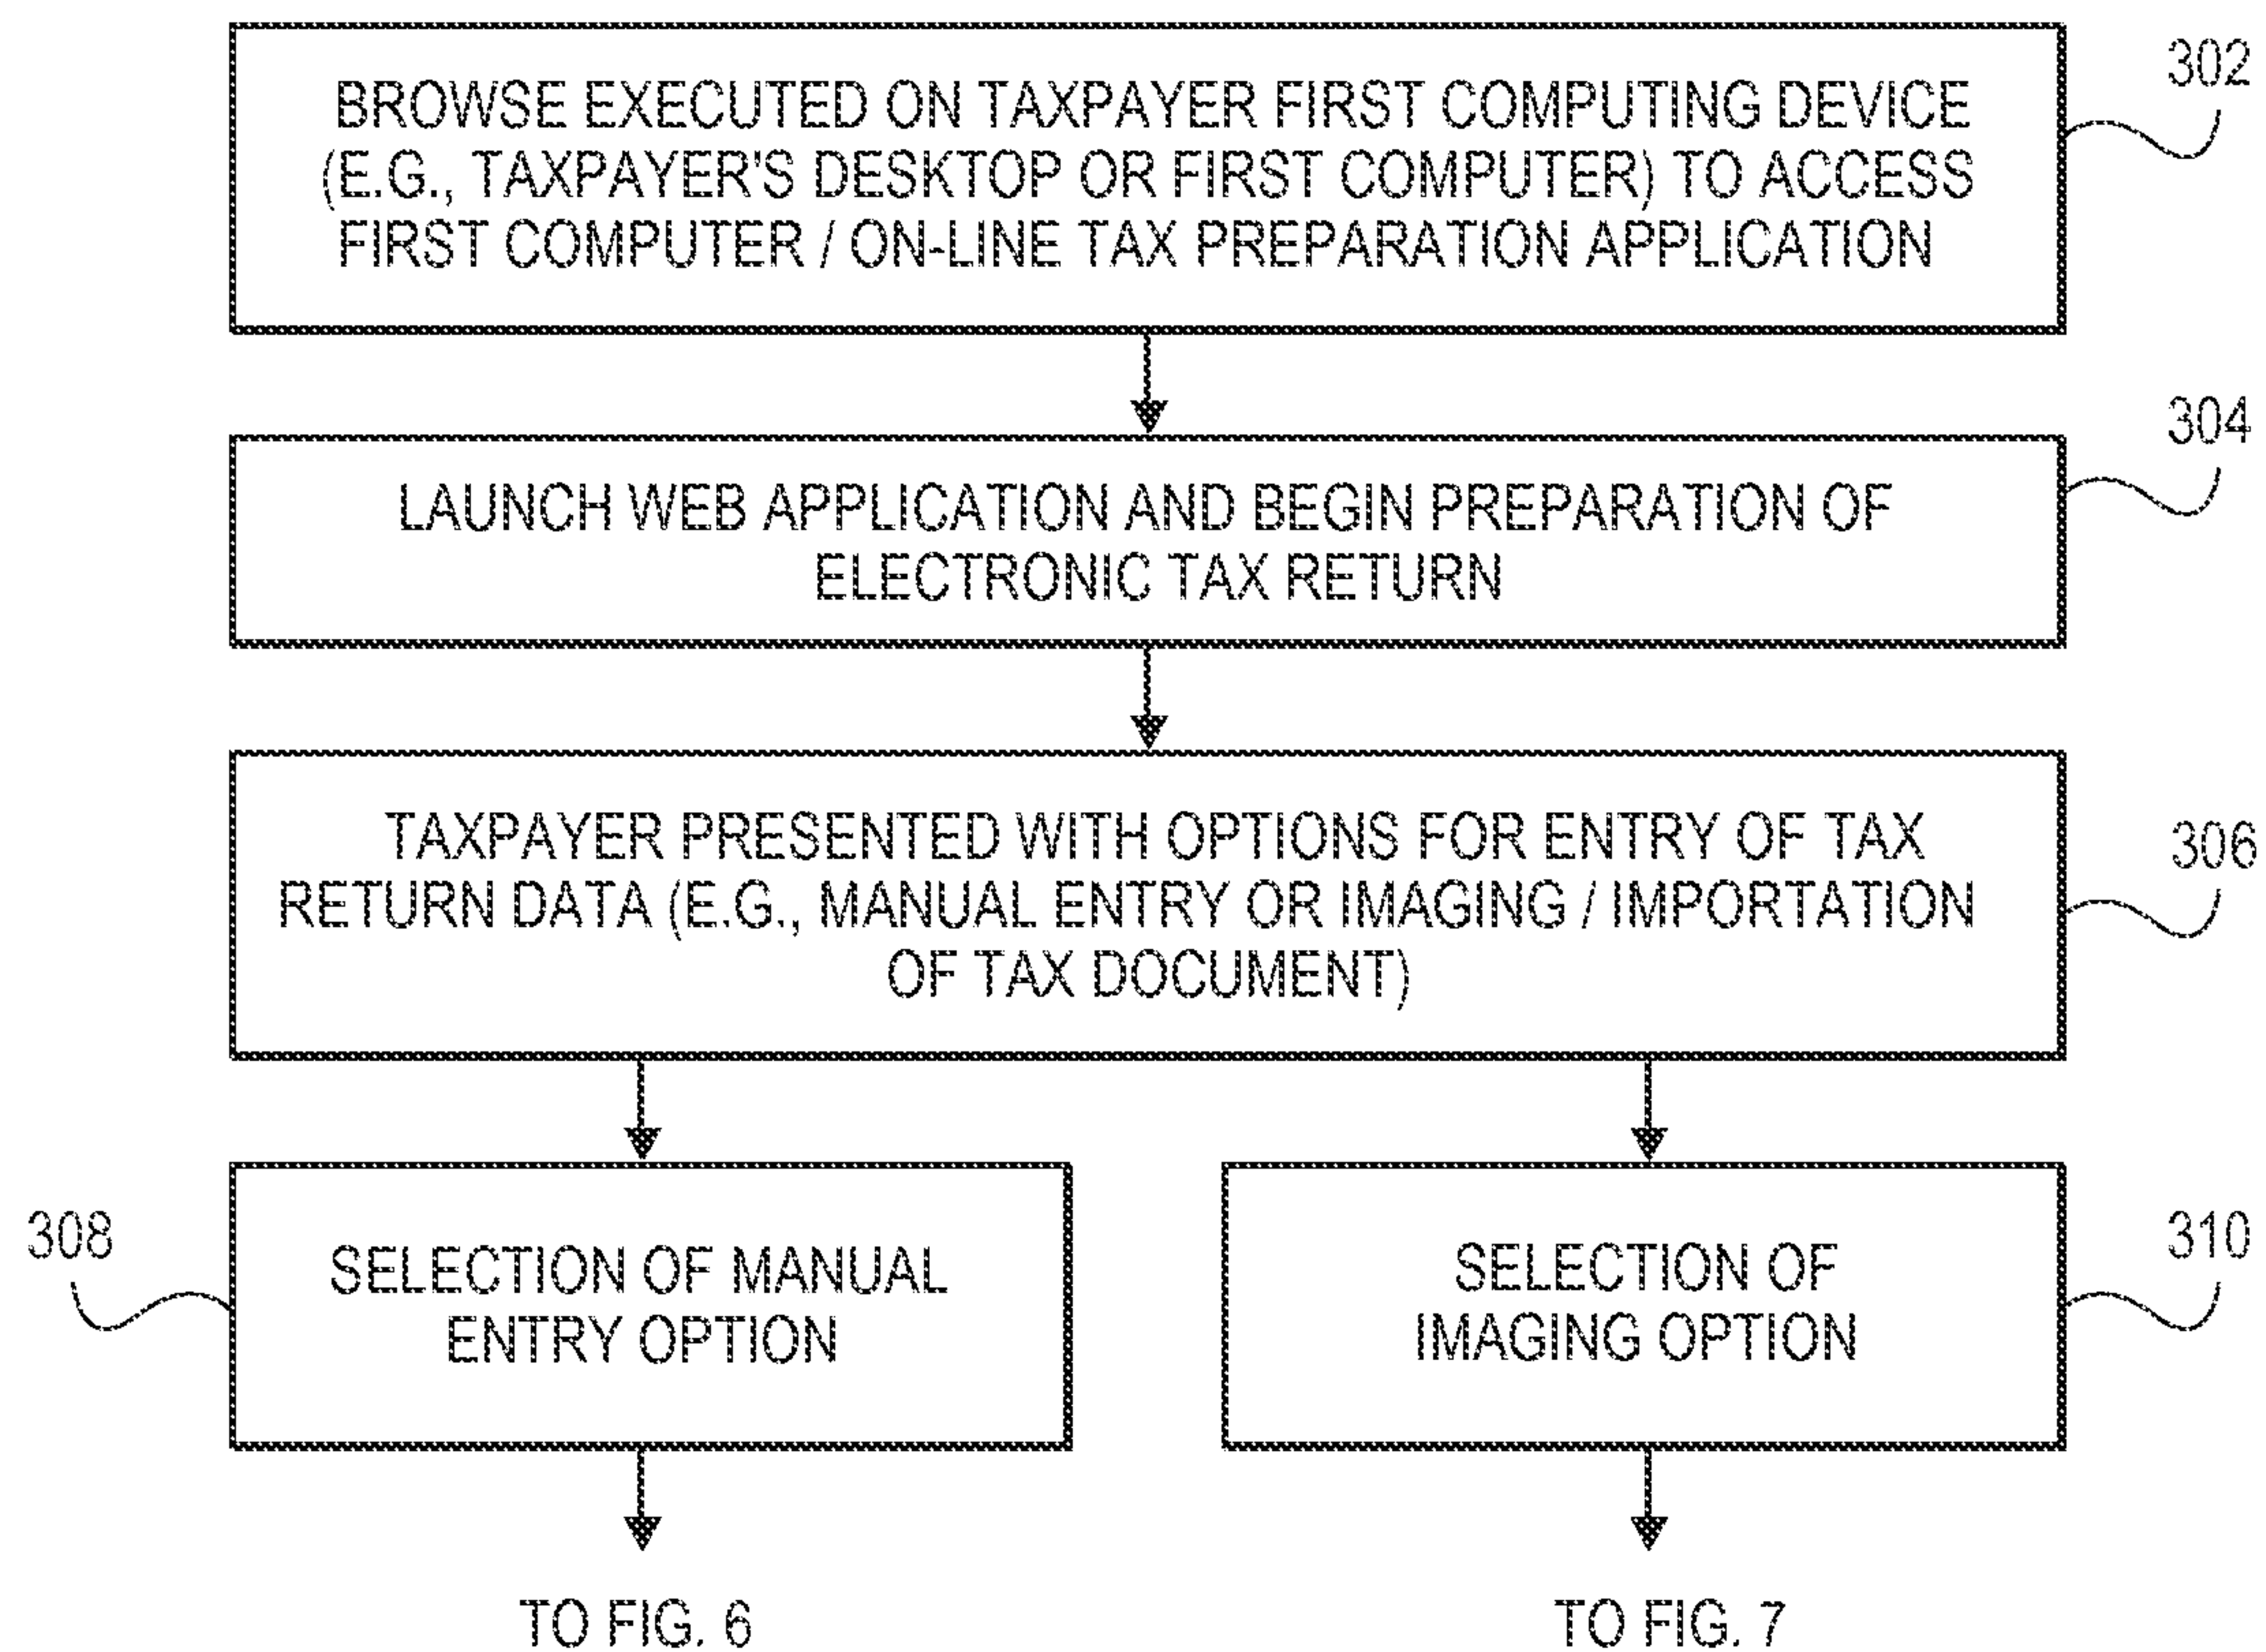 BROWSE EXECUTED ON TAXPAYER FIRST COMPUTING DEVICE
(E.G., TAXPAYER'S DESKTOP OR FIRST COMPUTER) TO ACCESS
FIRST COMPUTER / ON-LINE TAX PREPARATION APPLICATION
302
LAUNCH WEB APPLICATION AND BEGIN PREPARATION OF
ELECTRONIC TAX RETURN
304
TAXPAYER PRESENTED WITH OPTIONS FOR ENTRY OF TAX
RETURN DATA (E.G., MANUAL ENTRY OR IMAGING / IMPORTATION
OF TAX DOCUMENT)
306
308
SELECTION OF MANUAL
ENTRY OPTION
SELECTION OF
IMAGING OPTION
310
TO FIG. 6
TO FIG. 7